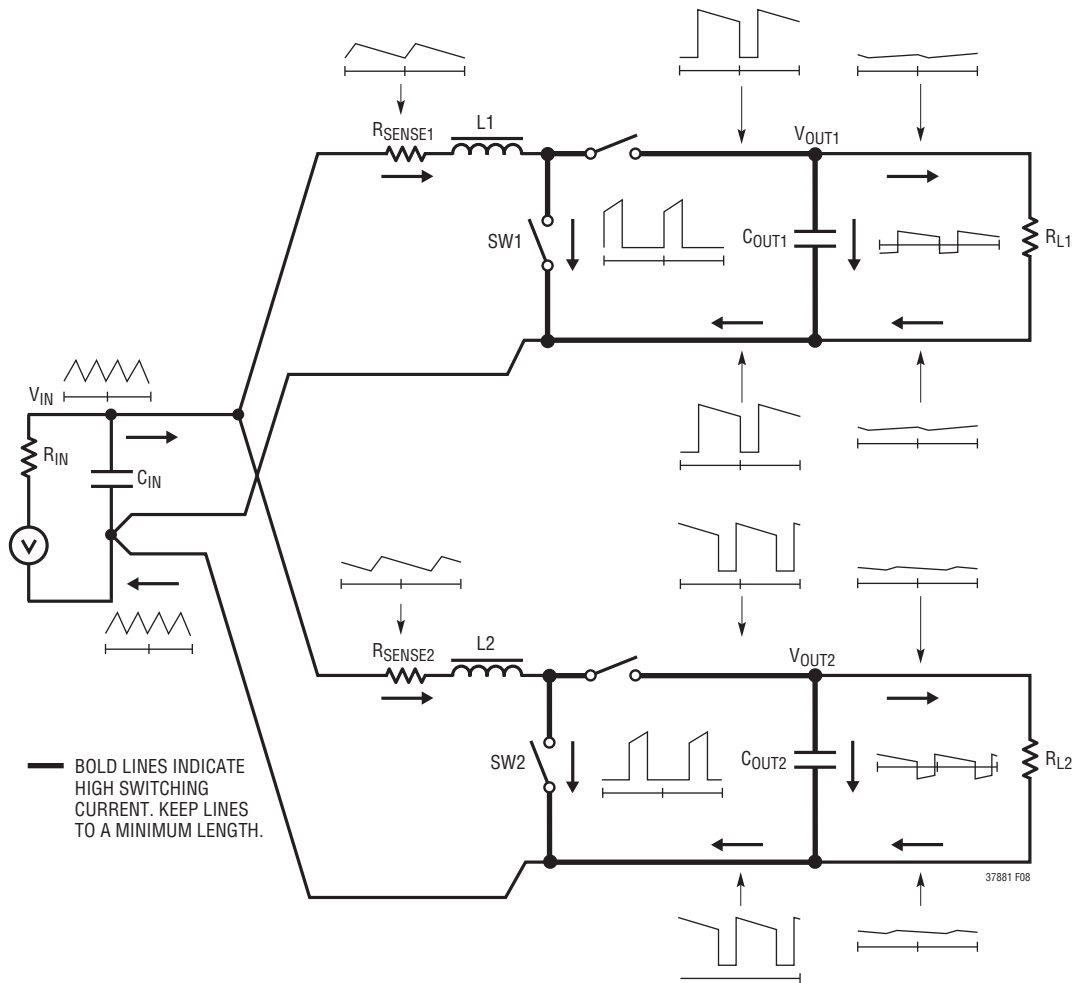 RSENSE1
L1
VOUT1
SW1
COUT1
RL1
VIN
RIN
CIN
V
RSENSE2
L2
VOUT2
SW2
COUT2
RL2
BOLD LINES INDICATE
HIGH SWITCHING
CURRENT. KEEP LINES
TO A MINIMUM LENGTH.
37881 F08